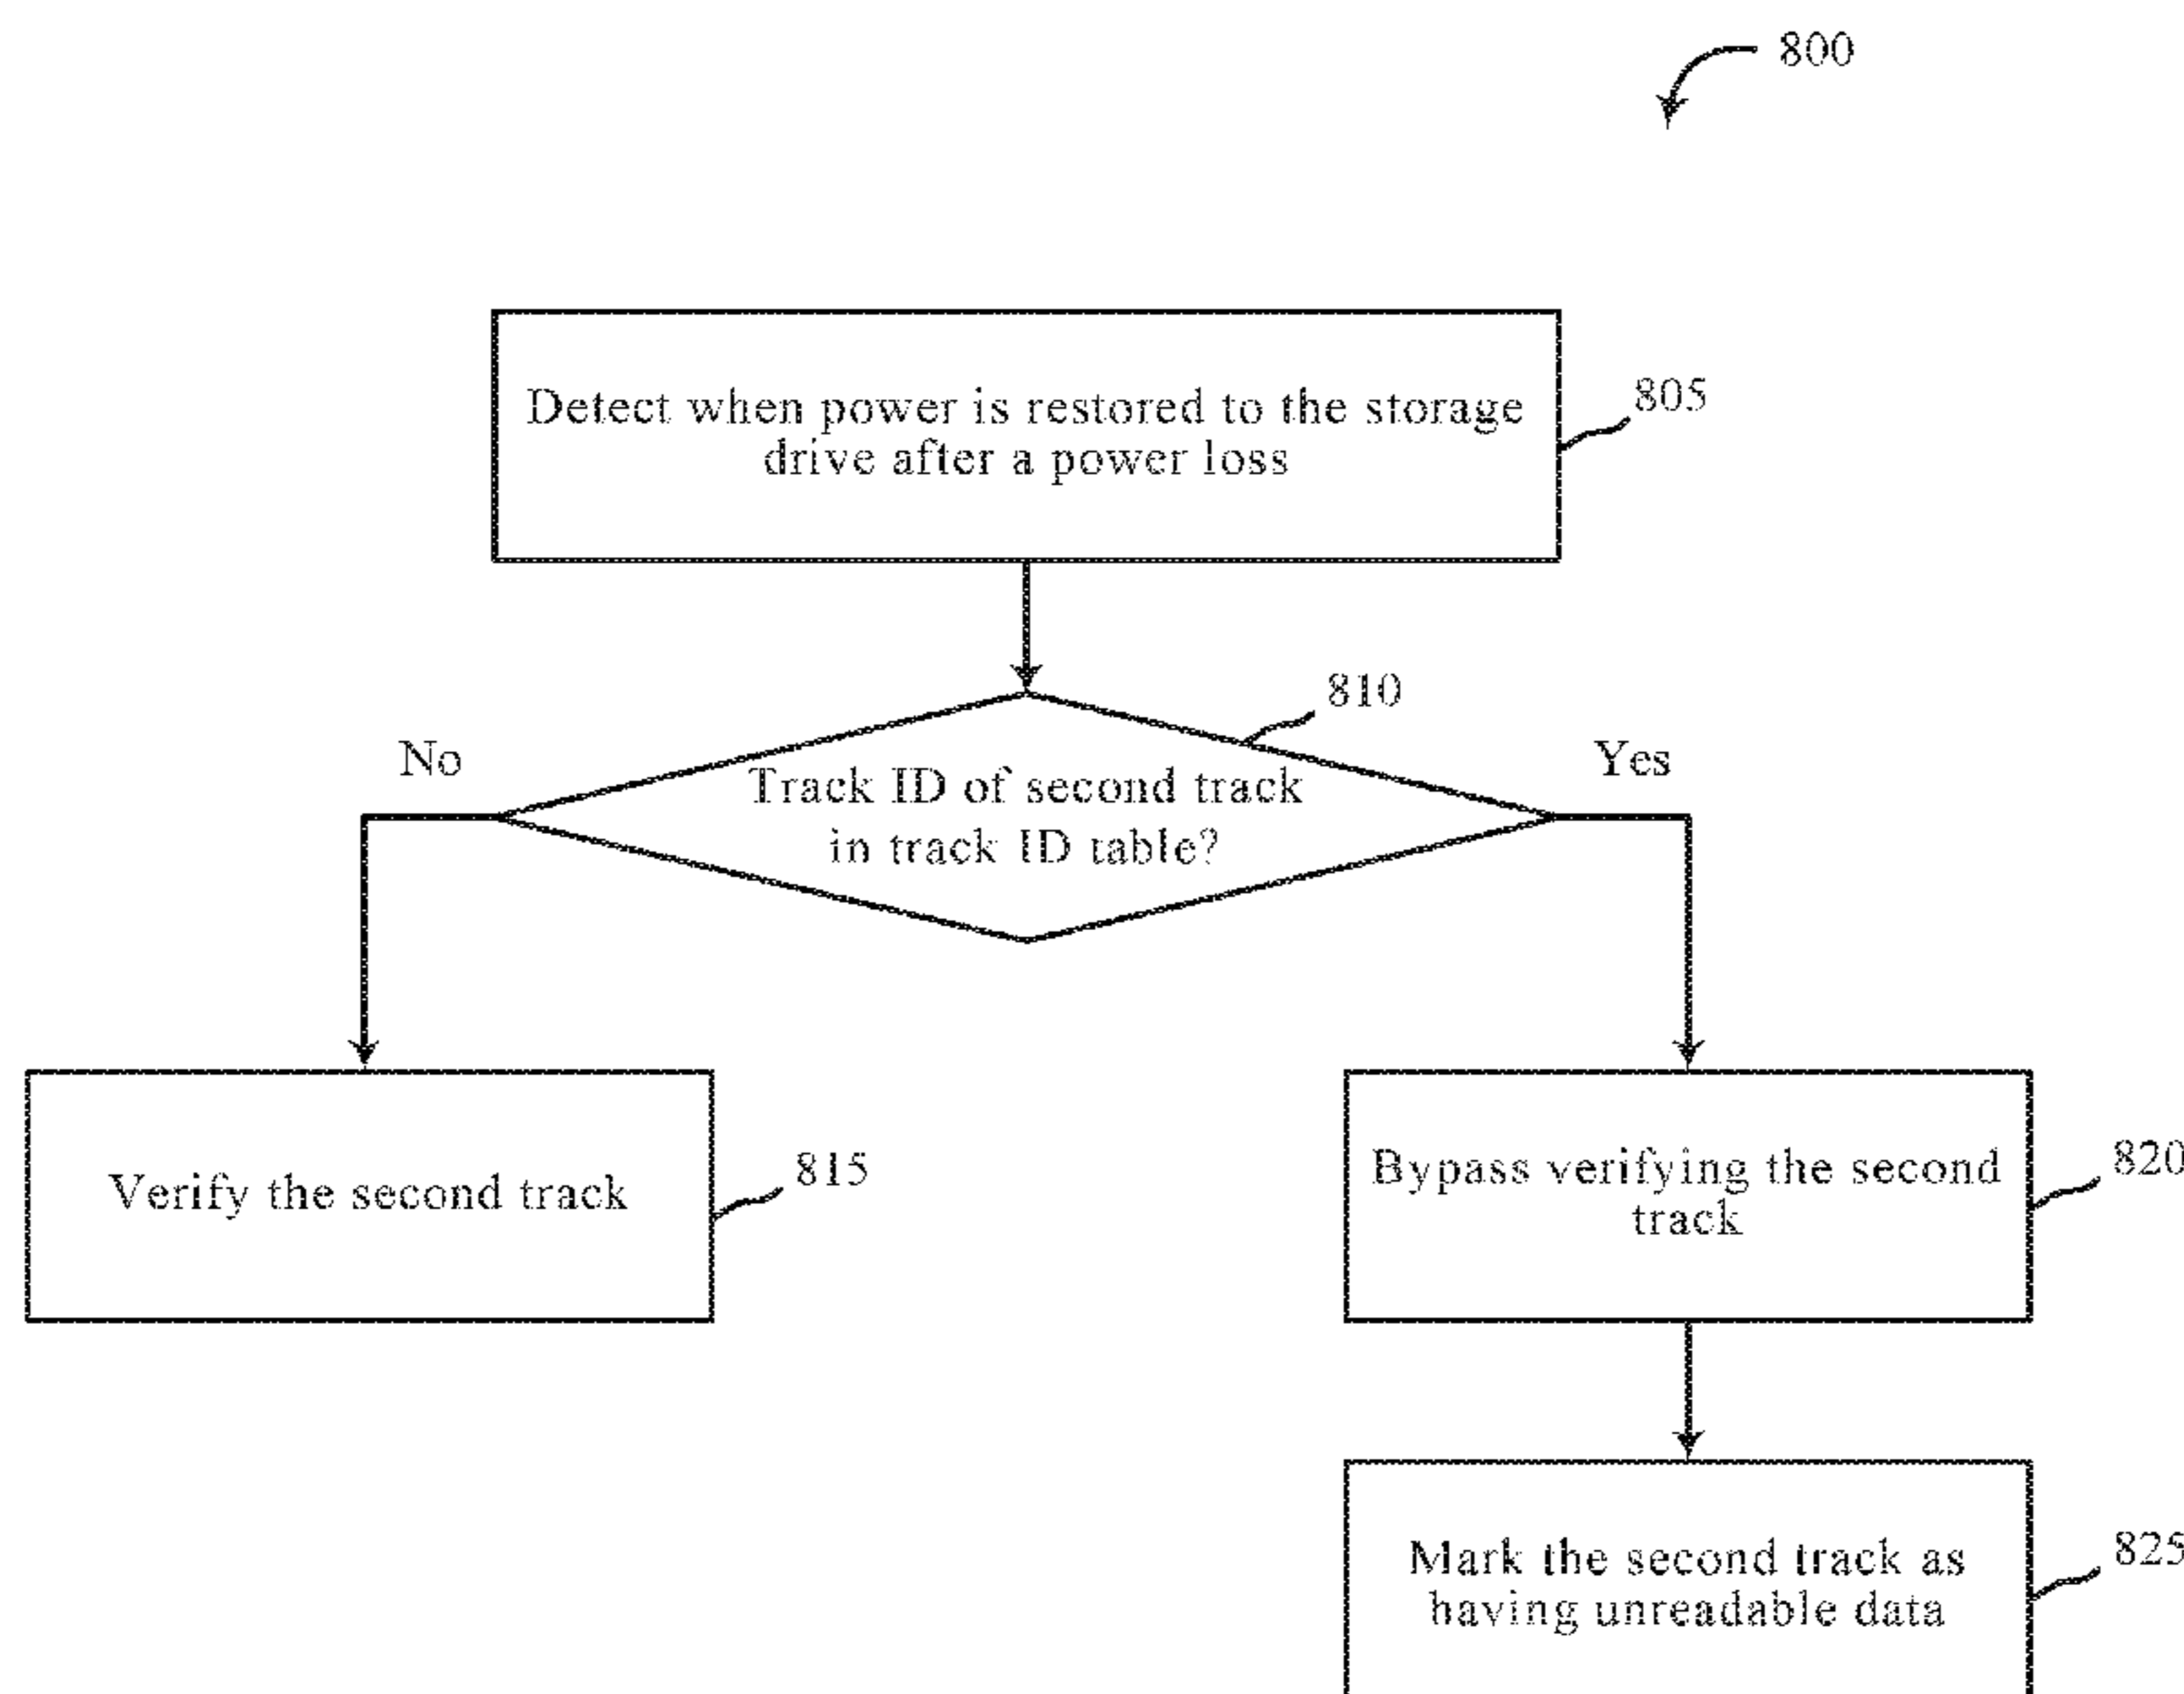 800
Detect when power is restored to the storage
drive after a power loss
805
810
No
Yes
Track ID of second track
in track ID table?
Verify the second track
815
Bypass verifying the second
track
820
Mark the second track as
having unreadable data
825